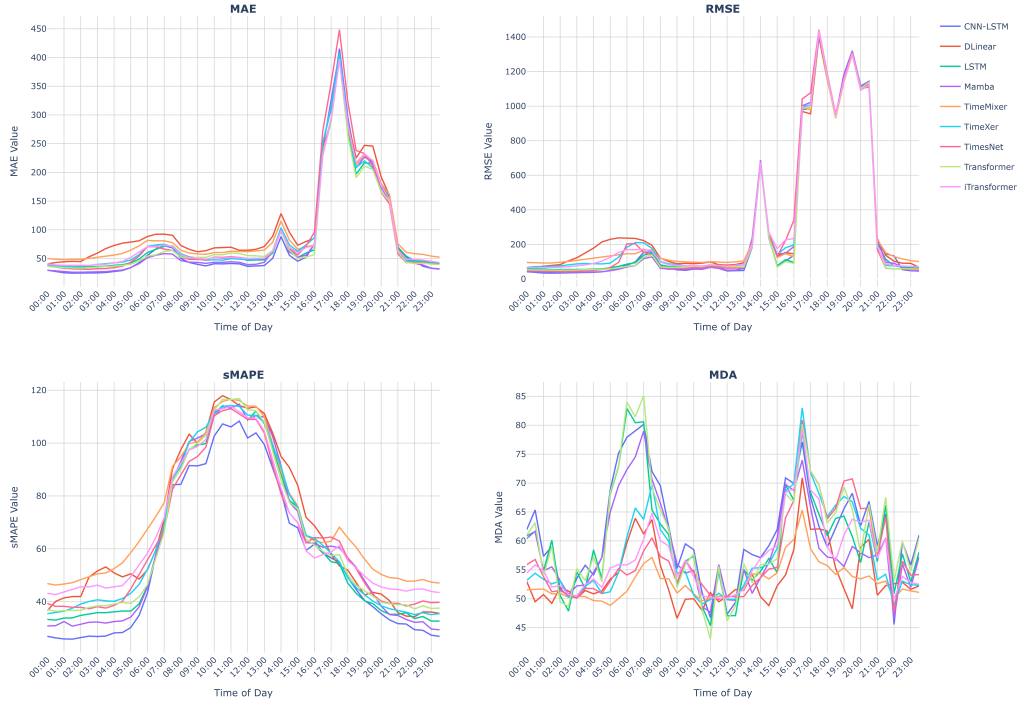 MAE
RMSE
MAE Value
450
400
350
300
250
200
150
100
50
00:00 01:00 02:00 03:00 04:00 05:00 06:00 07:00 08:00 09:00 10:00 11:00 12:00 13:00 14:00 15:00 16:00 17:00 18:00 19:00 20:00 21:00 22:00 23:00
Time of Day
RMSE Value
1400
1200
1000
800
600
400
200
0
00:00 01:00 02:00 03:00 04:00 05:00 06:00 07:00 08:00 09:00 10:00 11:00 12:00 13:00 14:00 15:00 16:00 17:00 18:00 19:00 20:00 21:00 22:00 23:00
Time of Day
CNN-LSTM
DLinear
LSTM
Mamba
TimeMixer
TimeXer
TimesNet
Transformer
iTransformer
sMAPE
MDA
sMAPE Value
120
100
80
60
40
00:00 01:00 02:00 03:00 04:00 05:00 06:00 07:00 08:00 09:00 10:00 11:00 12:00 13:00 14:00 15:00 16:00 17:00 18:00 19:00 20:00 21:00 22:00 23:00
Time of Day
MDA Value
85
80
75
70
65
60
55
50
45
00:00 01:00 02:00 03:00 04:00 05:00 06:00 07:00 08:00 09:00 10:00 11:00 12:00 13:00 14:00 15:00 16:00 17:00 18:00 19:00 20:00 21:00 22:00 23:00
Time of Day